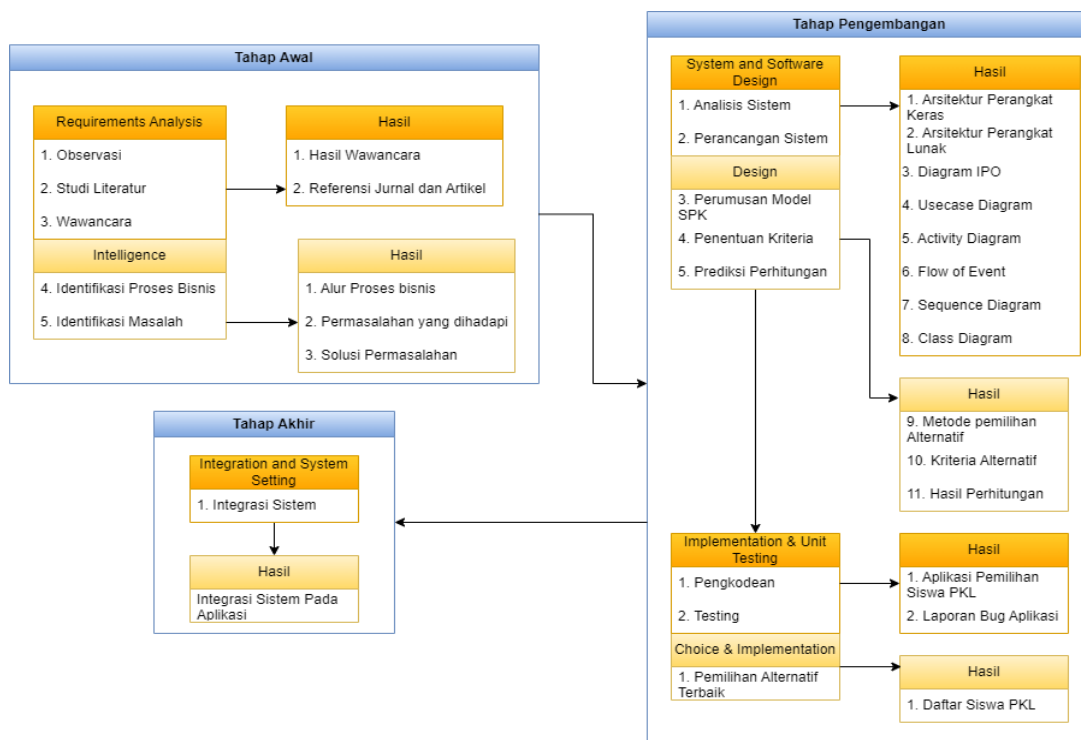 Tahap Awal
Requirements Analysis
1. Observasi
2. Studi Literatur
3. Wawancara
Intelligence
4. Identifikasi Proses Bisnis
5. Identifikasi Masalah
Hasil
1. Hasil Wawancara
2. Referensi Jurnal dan Artikel
Hasil
1. Alur Proses bisnis
2. Permasalahan yang dihadapi
3. Solusi Permasalahan
Tahap Pengembangan
System and Software
Design
1. Analisis Sistem
2. Perancangan Sistem
Design
3. Perumusan Model
SPK
4. Penentuan Kriteria
5. Prediksi Perhitungan
Hasil
1. Arsitektur Perangkat
Keras
2. Arsitektur Perangkat
Lunak
3. Diagram IPO
4. Usecase Diagram
5. Activity Diagram
6. Flow of Event
7. Sequence Diagram
8. Class Diagram
Hasil
9. Metode pemilihan
Alternatif
10. Kriteria Alternatif
11. Hasil Perhitungan
Implementation & Unit
Testing
1. Pengkodean
2. Testing
Choice & Implementation
1. Pemilihan Alternatif
Terbaik
Hasil
1. Aplikasi Pemilihan
Siswa PKL
2. Laporan Bug Aplikasi
Hasil
1. Daftar Siswa PKL
Tahap Akhir
Integration and System
Setting
1. Integrasi Sistem
Hasil
Integrasi Sistem Pada
Aplikasi